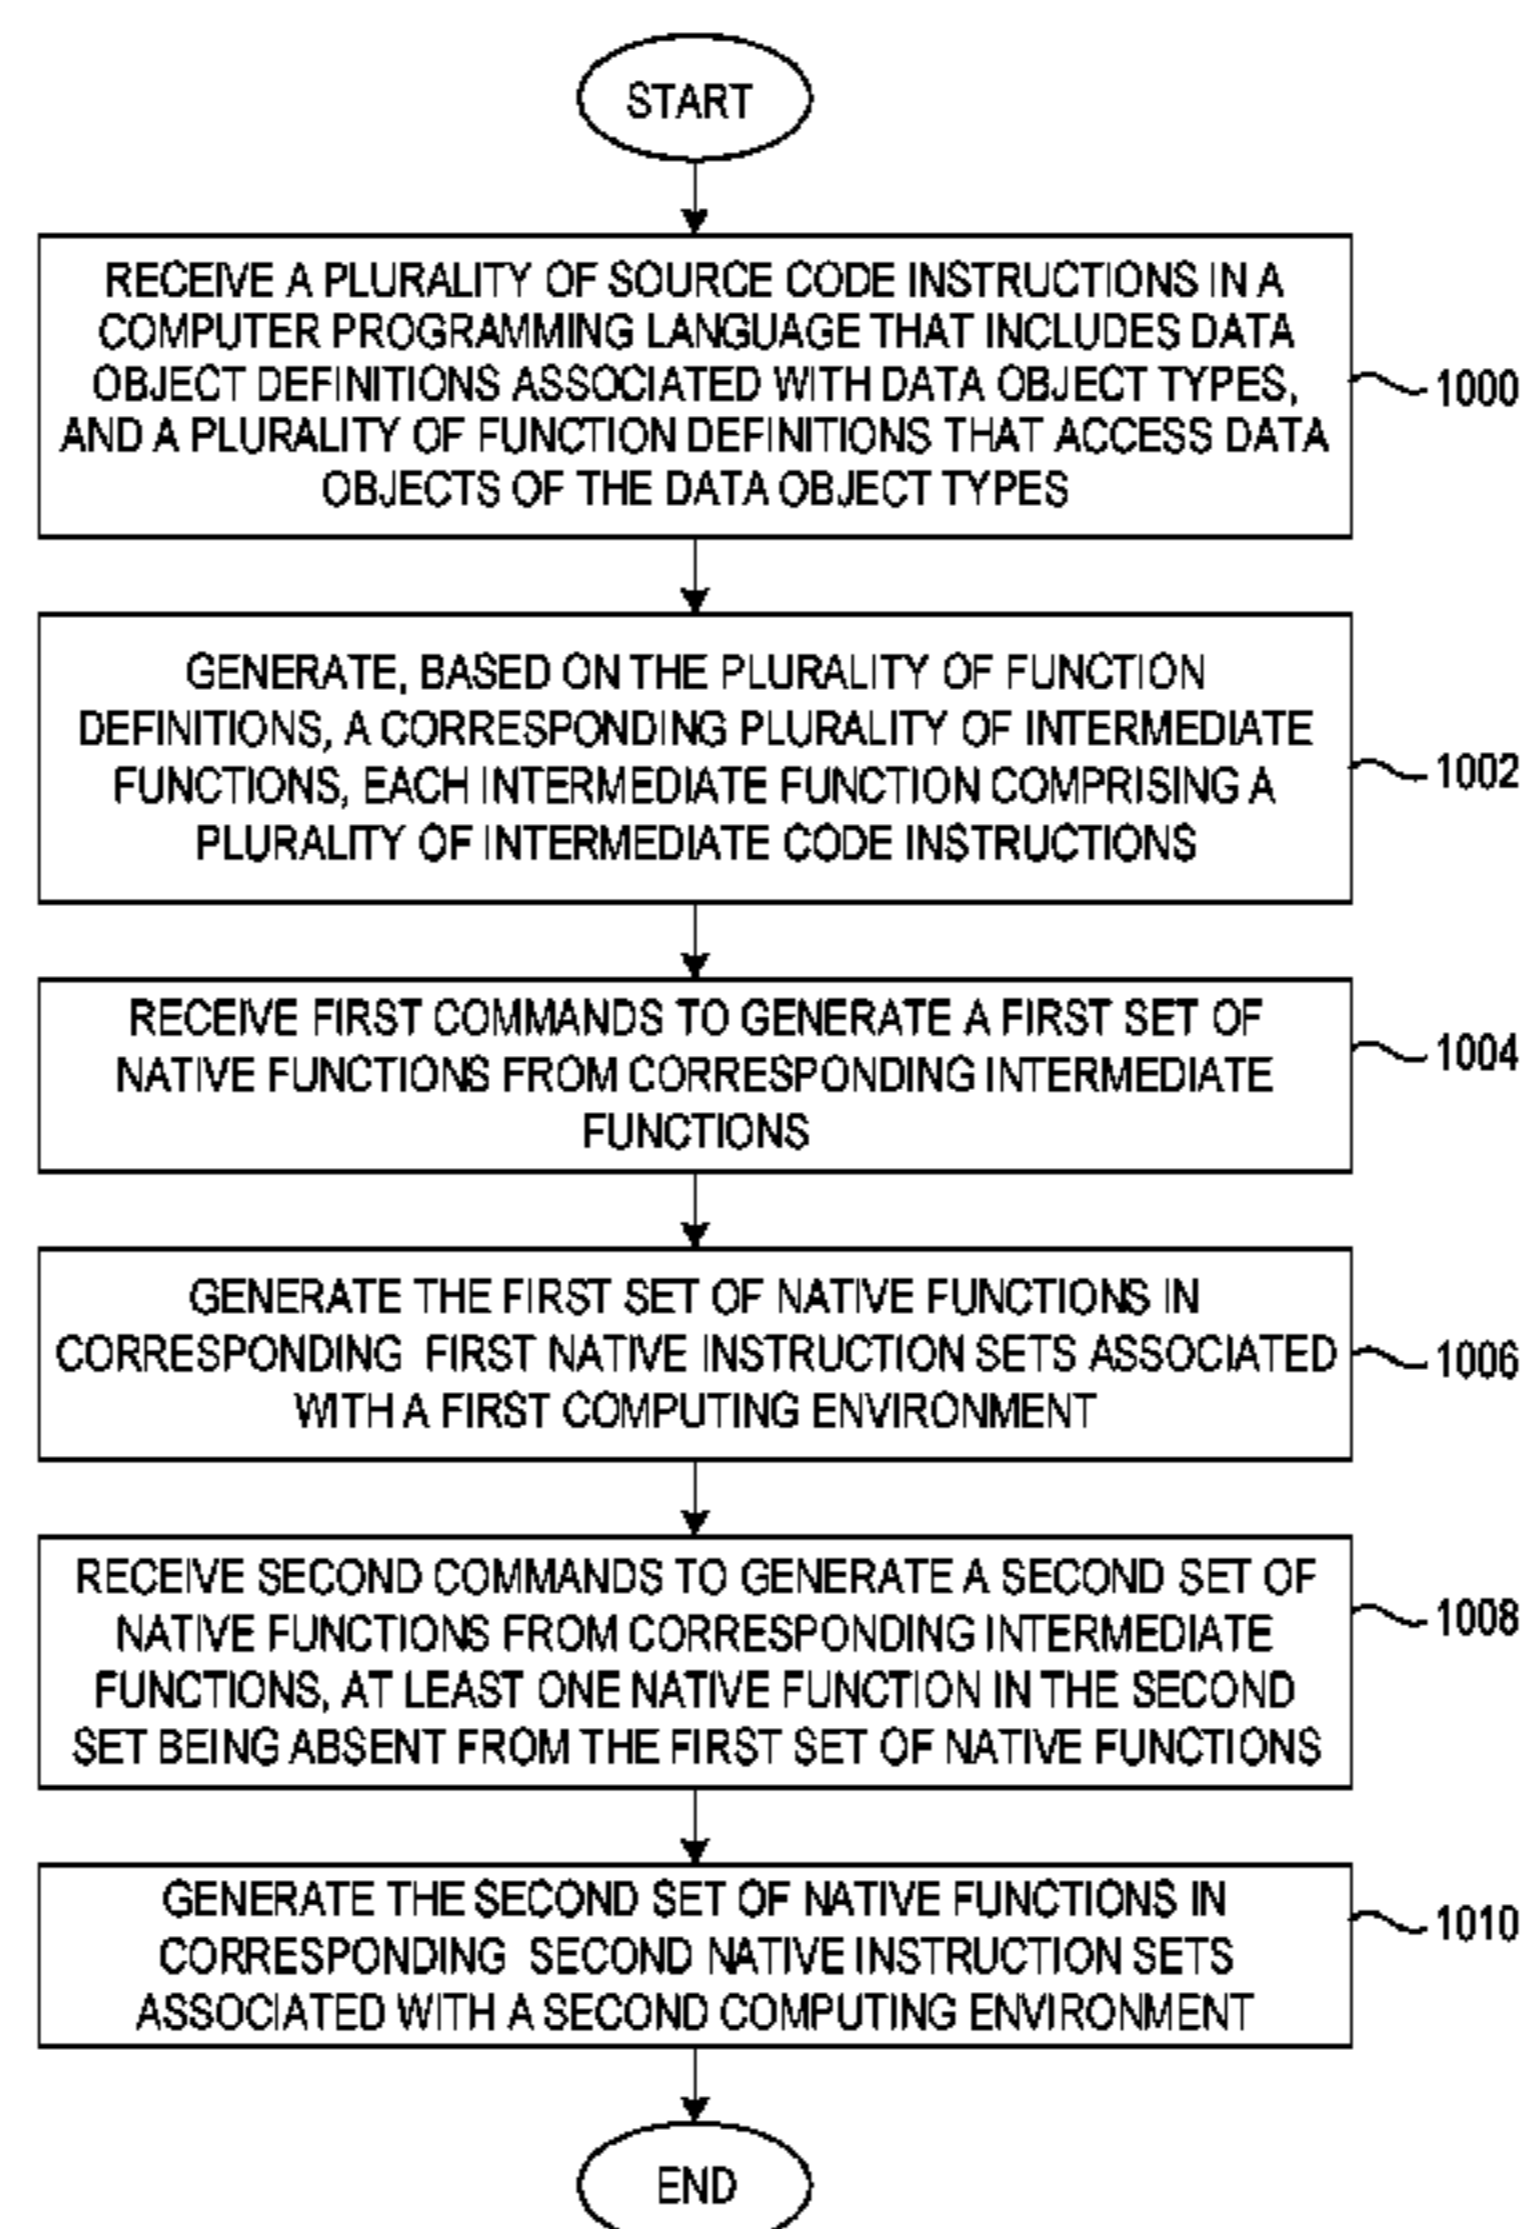 START
RECEIVE A PLURALITY OF SOURCE CODE INSTRUCTIONS IN A
COMPUTER PROGRAMMING LANGUAGE THAT INCLUDES DATA
OBJECT DEFINITIONS ASSOCIATED WITH DATA OBJECT TYPES,
AND A PLURALITY OF FUNCTION DEFINITIONS THAT ACCESS DATA
OBJECTS OF THE DATA OBJECT TYPES
1000
GENERATE, BASED ON THE PLURALITY OF FUNCTION
DEFINITIONS, A CORRESPONDING PLURALITY OF INTERMEDIATE
FUNCTIONS, EACH INTERMEDIATE FUNCTION COMPRISING A
PLURALITY OF INTERMEDIATE CODE INSTRUCTIONS
1002
RECEIVE FIRST COMMANDS TO GENERATE A FIRST SET OF
NATIVE FUNCTIONS FROM CORRESPONDING INTERMEDIATE
FUNCTIONS
1004
GENERATE THE FIRST SET OF NATIVE FUNCTIONS IN
CORRESPONDING FIRST NATIVE INSTRUCTION SETS ASSOCIATED
WITH A FIRST COMPUTING ENVIRONMENT
1006
RECEIVE SECOND COMMANDS TO GENERATE A SECOND SET OF
NATIVE FUNCTIONS FROM CORRESPONDING INTERMEDIATE
FUNCTIONS, AT LEAST ONE NATIVE FUNCTION IN THE SECOND
SET BEING ABSENT FROM THE FIRST SET OF NATIVE FUNCTIONS
1008
GENERATE THE SECOND SET OF NATIVE FUNCTIONS IN
CORRESPONDING SECOND NATIVE INSTRUCTION SETS
ASSOCIATED WITH A SECOND COMPUTING ENVIRONMENT
1010
END